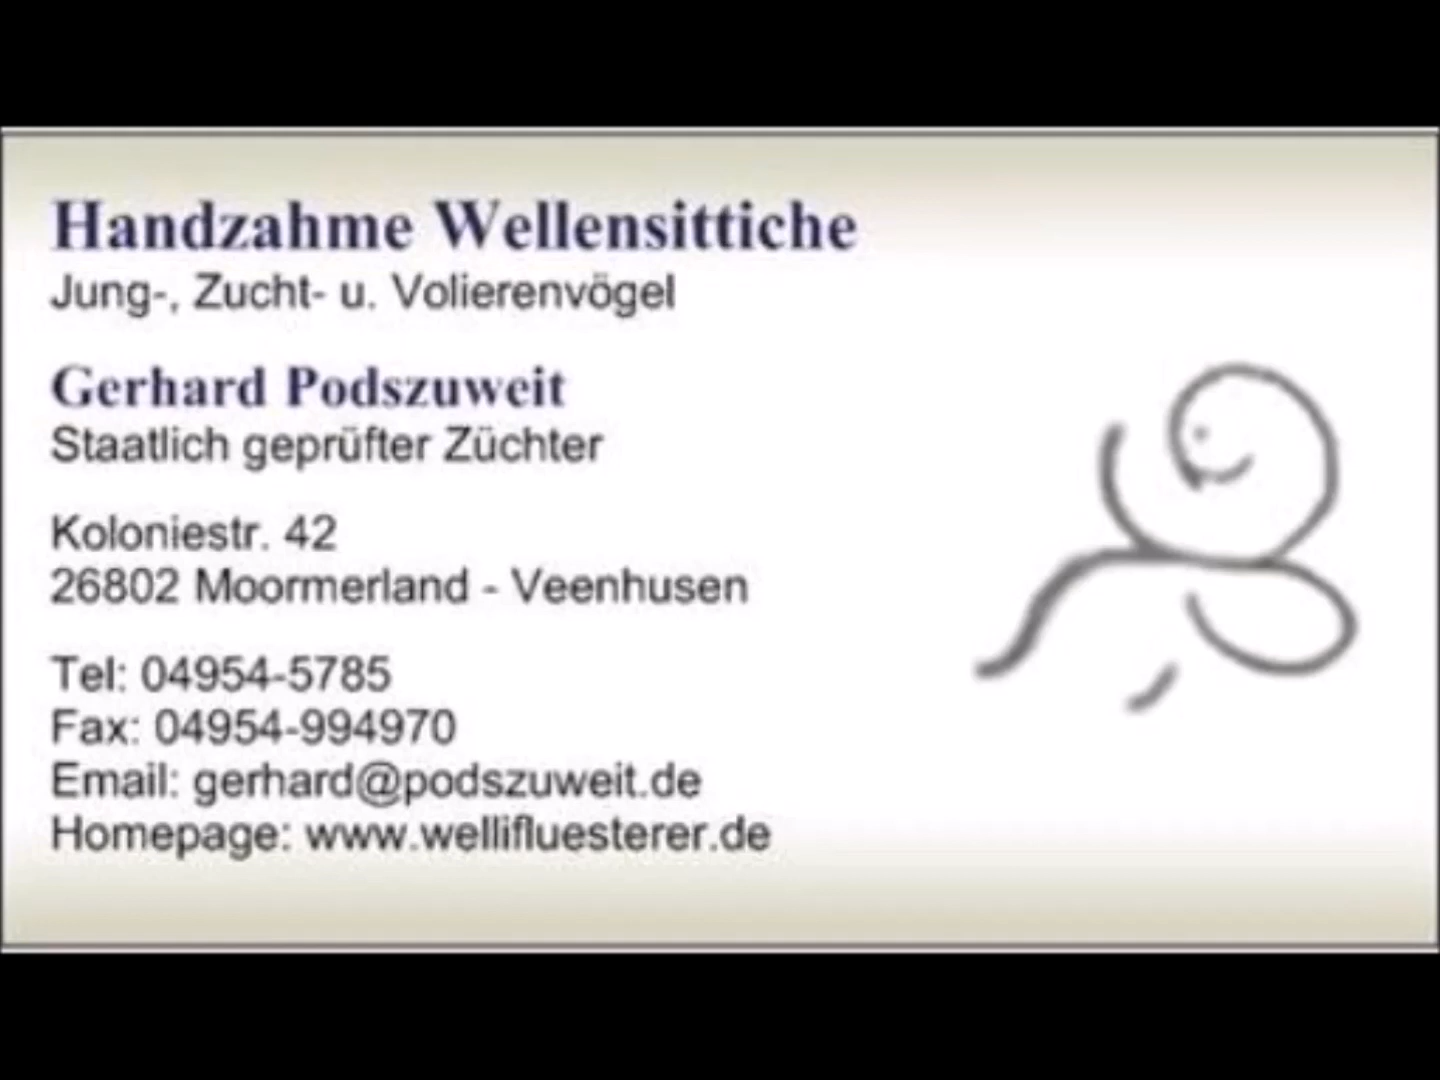 Handzahme Wellensittiche
Jung-, Zucht- u. Volierenvögel
Gerhard Podszuweit
Staatlich geprüfter Züchter
Koloniestr. 42
26802 Moormerland - Veenhusen
Tel: 04954-5785
Fax: 04954-994970
Email: gerhard@podszuweit.de
Homepage: www.wellifluesterer.de